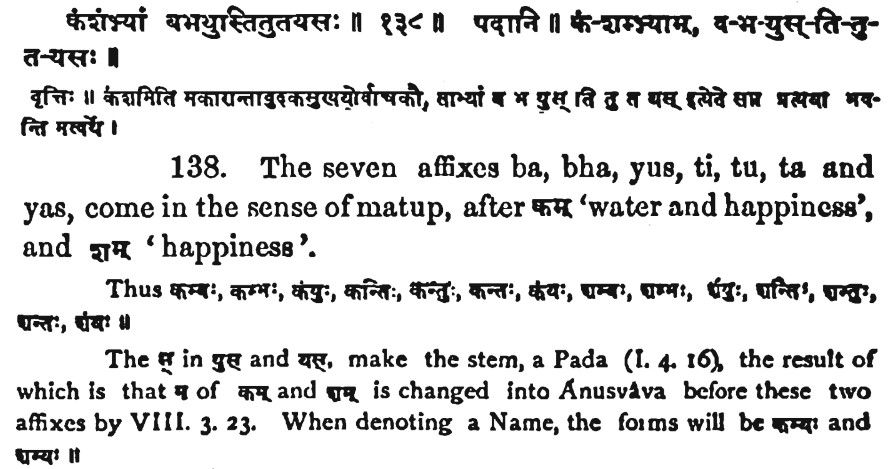 कंशंभ्यां बभयुस्तितुतयसः ॥ १३८ ॥ पदानि ॥ कं-शम्भ्याम्, ब-भ-युस्-ति-तु-
त-यसः ॥
वृत्तिः ॥ कंशमिति मकारान्तावुदकसुखयोर्वाचकौ, ताभ्यां ब भ युस् ति तु त यस् इत्येते सप्त प्रत्यया भव-
न्ति मत्वर्थे ।
138. The seven affixes ba, bha, yus, ti, tu, ta and
yas, come in the sense of matup, after कम् 'water and happiness',
and शम् 'happiness'.
Thus कम्बः, कम्भः, कंयुः, कन्तिः, कन्तुः, कन्तः, कंयः, शम्बः, शम्भः, शंयुः, शन्तिः, शन्तुः,
शन्तः, शंयः ॥
The स् in युस् and यस्, make the stem, a Pada (I. 4. 16), the result of
which is that म of कम् and शम् is changed into Ánusvâva before these two
affixes by VIII. 3. 23. When denoting a Name, the forms will be कम्यः and
शम्यः ॥